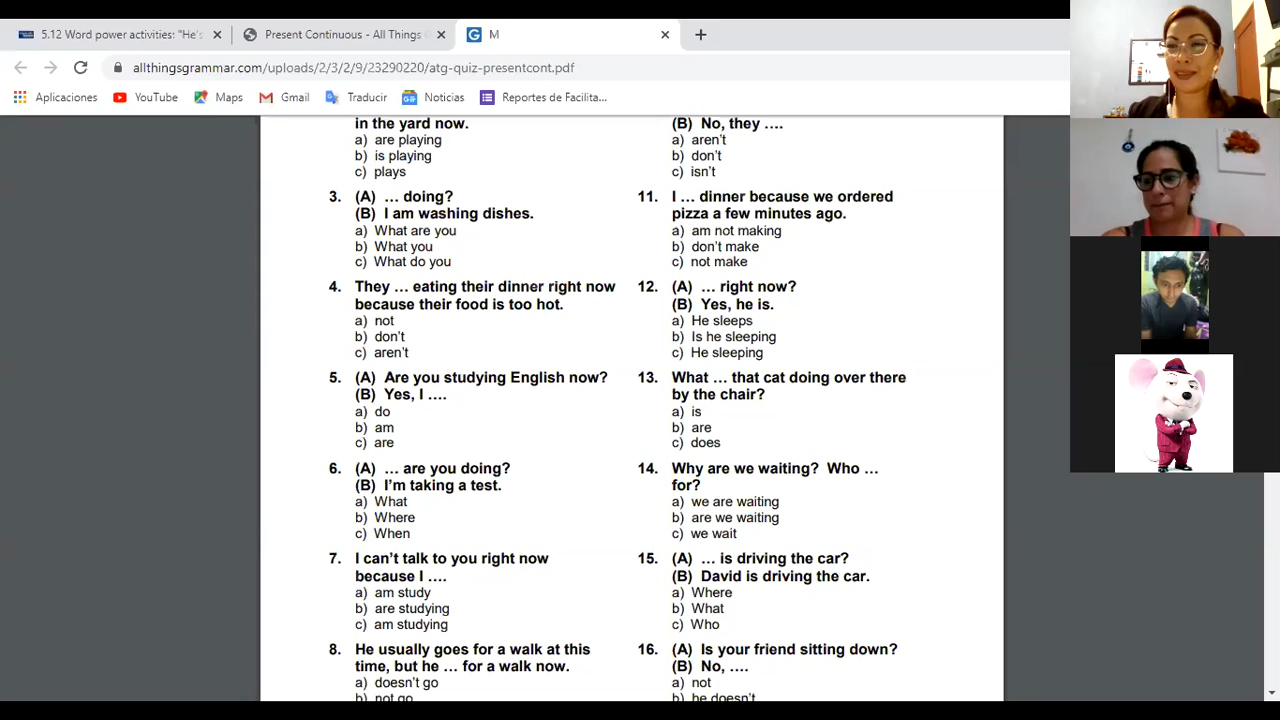 5.12 Word power activities: "He's
Present Continuous - All Things G
M
allthingsgrammar.com/uploads/2/3/2/9/23290220/atg-quiz-presentcont.pdf
Aplicaciones
YouTube
Maps
Gmail
Traducir
Noticias
Reportes de Facilita...
in the yard now.
a) are playing
b) is playing
c) plays
3. (A) … doing?
(B) I am washing dishes.
a) What are you
b) What you
c) What do you
4. They … eating their dinner right now
because their food is too hot.
a) not
b) don't
c) aren't
5. (A) Are you studying English now?
(B) Yes, I ….
a) do
b) am
c) are
6. (A) … are you doing?
(B) I'm taking a test.
a) What
b) Where
c) When
7. I can't talk to you right now
because I ….
a) am study
b) are studying
c) am studying
8. He usually goes for a walk at this
time, but he … for a walk now.
a) doesn't go
b) not go
(B) No, they ….
a) aren't
b) don't
c) isn't
11. I … dinner because we ordered
pizza a few minutes ago.
a) am not making
b) don't make
c) not make
12. (A) … right now?
(B) Yes, he is.
a) He sleeps
b) Is he sleeping
c) He sleeping
13. What … that cat doing over there
by the chair?
a) is
b) are
c) does
14. Why are we waiting? Who …
for?
a) we are waiting
b) are we waiting
c) we wait
15. (A) … is driving the car?
(B) David is driving the car.
a) Where
b) What
c) Who
16. (A) Is your friend sitting down?
(B) No, ….
a) not
b) he doesn't